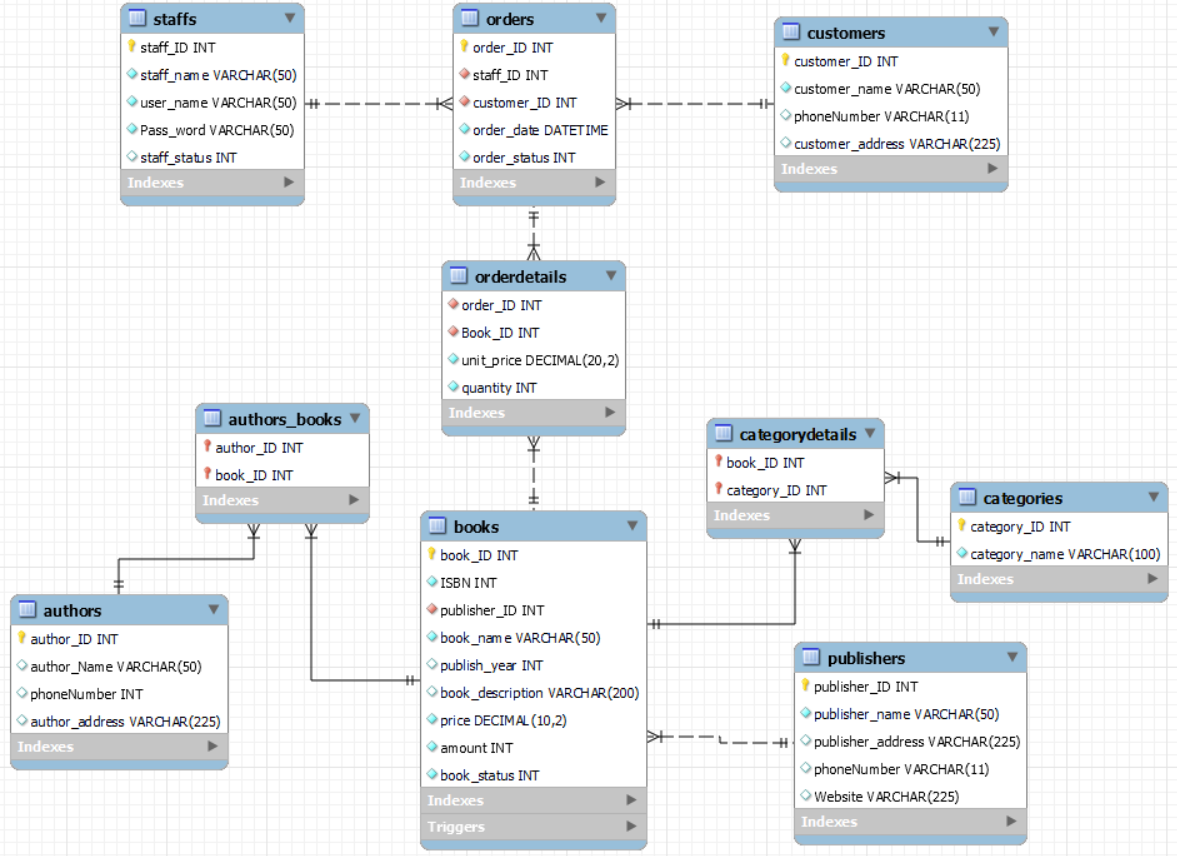 staffs
staff_ID INT
staff_name VARCHAR(50)
user_name VARCHAR(50)
Pass_word VARCHAR(50)
staff_status INT
Indexes
orders
order_ID INT
staff_ID INT
customer_ID INT
order_date DATETIME
order_status INT
Indexes
customers
customer_ID INT
customer_name VARCHAR(50)
phoneNumber VARCHAR(11)
customer_address VARCHAR(225)
Indexes
orderdetails
order_ID INT
Book_ID INT
unit_price DECIMAL(20,2)
quantity INT
Indexes
authors_books
author_ID INT
book_ID INT
Indexes
categorydetails
book_ID INT
category_ID INT
Indexes
categories
category_ID INT
category_name VARCHAR(100)
Indexes
books
book_ID INT
ISBN INT
publisher_ID INT
book_name VARCHAR(50)
publish_year INT
book_description VARCHAR(200)
price DECIMAL(10,2)
amount INT
book_status INT
Indexes
Triggers
authors
author_ID INT
author_Name VARCHAR(50)
phoneNumber INT
author_address VARCHAR(225)
Indexes
publishers
publisher_ID INT
publisher_name VARCHAR(50)
publisher_address VARCHAR(225)
phoneNumber VARCHAR(11)
Website VARCHAR(225)
Indexes